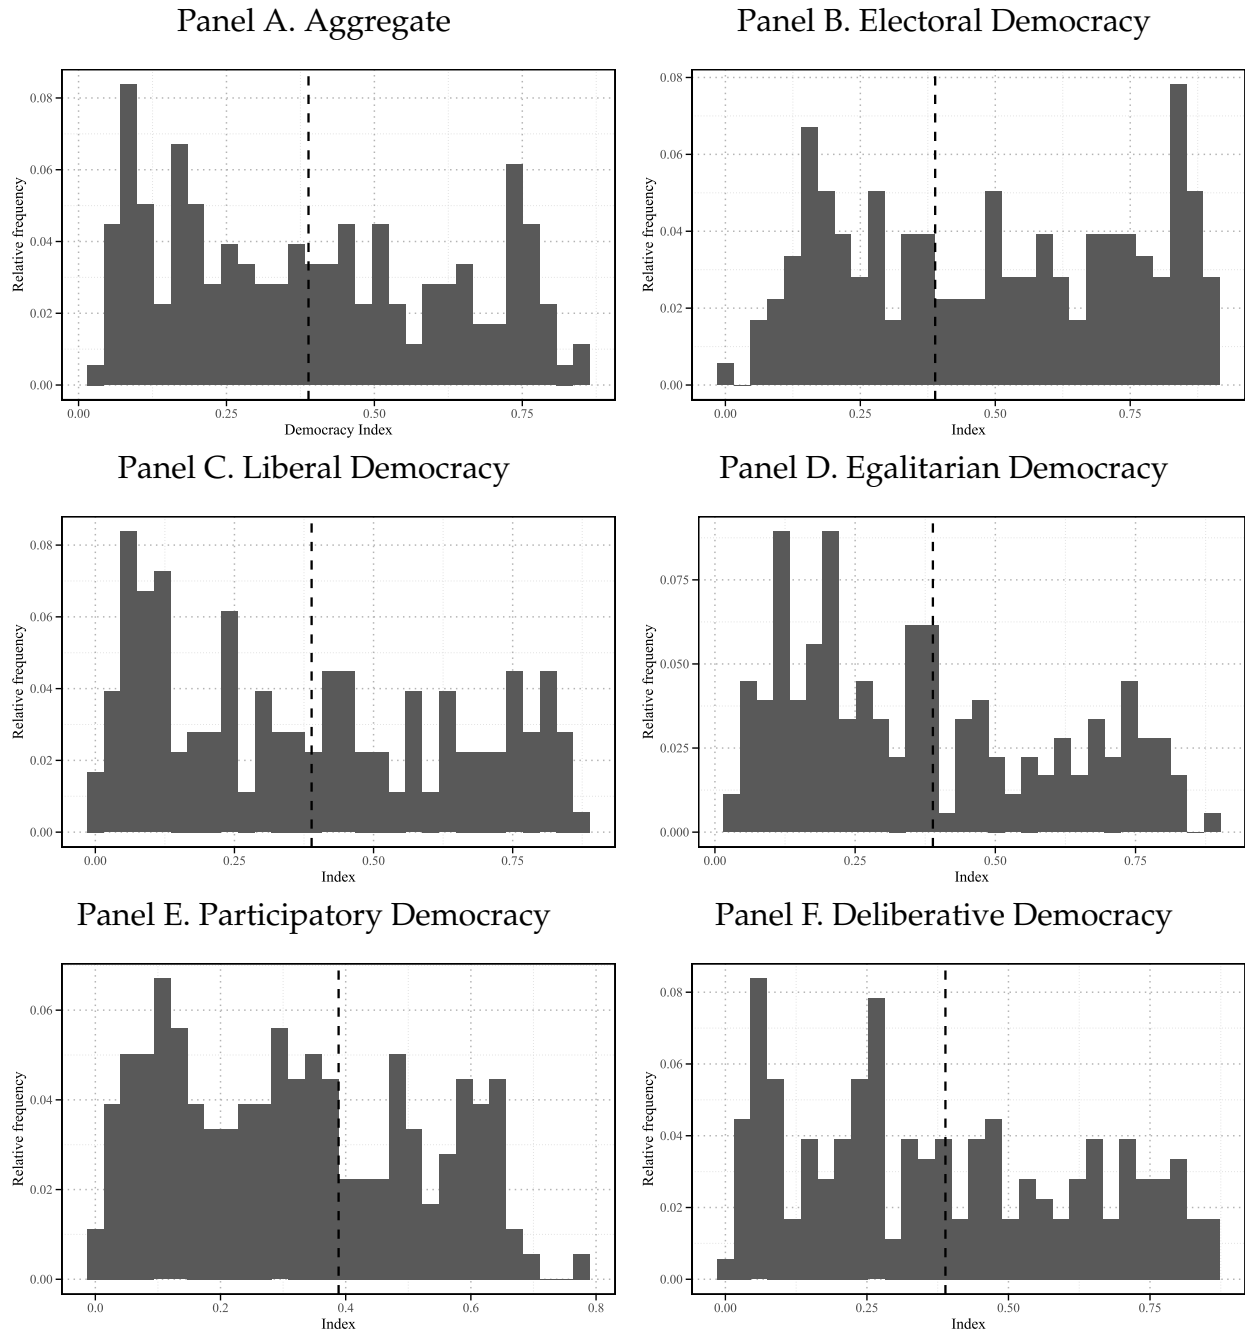 Panel A. Aggregate
Panel B. Electoral Democracy
0.08
0.06
0.04
0.02
0.00
Relative frequency
0.00 0.25 0.50 0.75
Democracy Index
0.08
0.06
0.04
0.02
0.00
Relative frequency
0.00 0.25 0.50 0.75
Index
Panel C. Liberal Democracy
Panel D. Egalitarian Democracy
0.08
0.06
0.04
0.02
0.00
Relative frequency
0.00 0.25 0.50 0.75
Index
0.075
0.050
0.025
0.000
Relative frequency
0.00 0.25 0.50 0.75
Index
Panel E. Participatory Democracy
Panel F. Deliberative Democracy
0.06
0.04
0.02
0.00
Relative frequency
0.0 0.2 0.4 0.6 0.8
Index
0.08
0.06
0.04
0.02
0.00
Relative frequency
0.00 0.25 0.50 0.75
Index